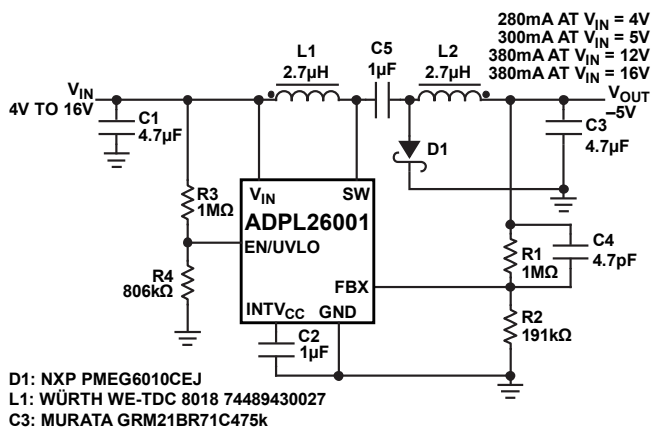 280mA AT VIN = 4V
300mA AT VIN = 5V
380mA AT VIN = 12V
380mA AT VIN = 16V
L1
2.7µH
C5
1µF
L2
2.7µH
VIN
4V TO 16V
VOUT
–5V
C1
4.7µF
D1
C3
4.7µF
R3
1MΩ
VIN
SW
ADPL26001
EN/UVLO
R4
806kΩ
FBX
INTVCC
GND
R1
1MΩ
C4
4.7pF
R2
191kΩ
C2
1µF
D1: NXP PMEG6010CEJ
L1: WÜRTH WE-TDC 8018 74489430027
C3: MURATA GRM21BR71C475k